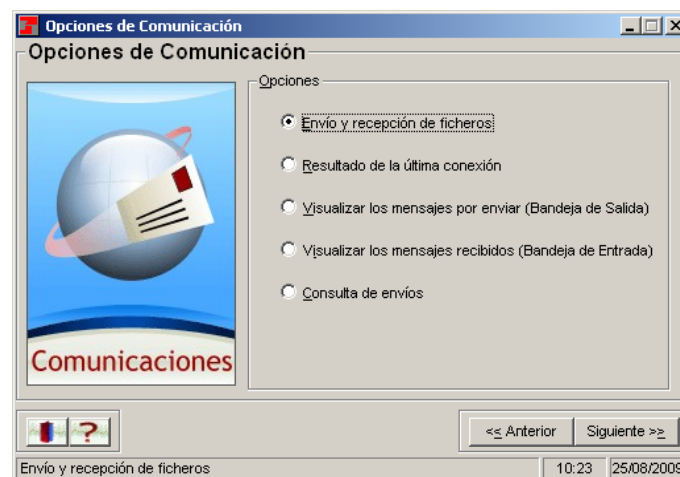 Opciones de Comunicación
Opciones de Comunicación
Opciones
Envío y recepción de ficheros
Resultado de la última conexión
Visualizar los mensajes por enviar (Bandeja de Salida)
Visualizar los mensajes recibidos (Bandeja de Entrada)
Consulta de envíos
Comunicaciones
<< Anterior
Siguiente >>
Envío y recepción de ficheros
10:23
25/08/2009